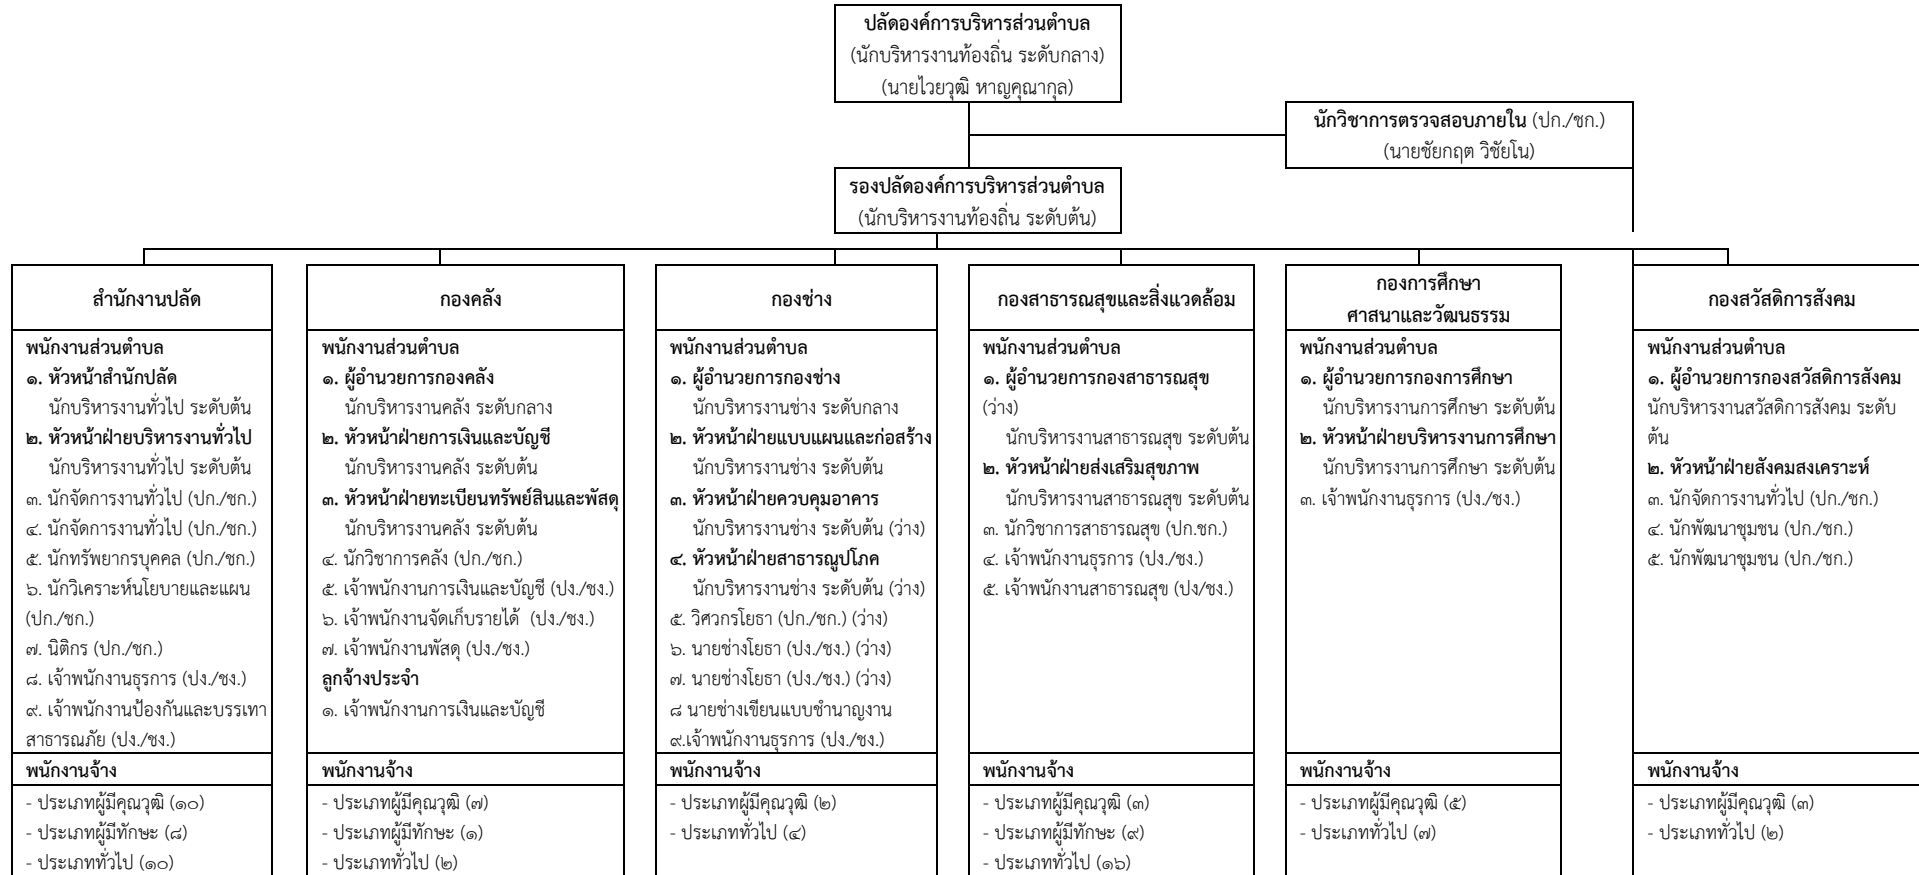 ปลัดองค์การบริหารส่วนตำบล
(นักบริหารงานท้องถิ่น ระดับกลาง)
(นายไวยวุฒิ หาญคุณากุล)
นักวิชาการตรวจสอบภายใน (ปก./ชก.)
(นายชัยกฤต วิชัยโน)
รองปลัดองค์การบริหารส่วนตำบล
(นักบริหารงานท้องถิ่น ระดับต้น)
สำนักงานปลัด
พนักงานส่วนตำบล
๑. หัวหน้าสำนักปลัด
นักบริหารงานทั่วไป ระดับต้น
๒. หัวหน้าฝ่ายบริหารงานทั่วไป
นักบริหารงานทั่วไป ระดับต้น
๓. นักจัดการงานทั่วไป (ปก./ชก.)
๔. นักจัดการงานทั่วไป (ปก./ชก.)
๕. นักทรัพยากรบุคคล (ปก./ชก.)
๖. นักวิเคราะห์นโยบายและแผน
(ปก./ชก.)
๗. นิติกร (ปก./ชก.)
๘. เจ้าพนักงานธุรการ (ปง./ชง.)
๙. เจ้าพนักงานป้องกันและบรรเทา
สาธารณภัย (ปง./ชง.)
พนักงานจ้าง
- ประเภทผู้มีคุณวุฒิ (๑๐)
- ประเภทผู้มีทักษะ (๘)
- ประเภททั่วไป (๑๐)
กองคลัง
พนักงานส่วนตำบล
๑. ผู้อำนวยการกองคลัง
นักบริหารงานคลัง ระดับกลาง
๒. หัวหน้าฝ่ายการเงินและบัญชี
นักบริหารงานคลัง ระดับต้น
๓. หัวหน้าฝ่ายทะเบียนทรัพย์สินและพัสดุ
นักบริหารงานคลัง ระดับต้น
๔. นักวิชาการคลัง (ปก./ชก.)
๕. เจ้าพนักงานการเงินและบัญชี (ปง./ชง.)
๖. เจ้าพนักงานจัดเก็บรายได้ (ปง./ชง.)
๗. เจ้าพนักงานพัสดุ (ปง./ชง.)
ลูกจ้างประจำ
๑. เจ้าพนักงานการเงินและบัญชี
พนักงานจ้าง
- ประเภทผู้มีคุณวุฒิ (๗)
- ประเภทผู้มีทักษะ (๑)
- ประเภททั่วไป (๒)
กองช่าง
พนักงานส่วนตำบล
๑. ผู้อำนวยการกองช่าง
นักบริหารงานช่าง ระดับกลาง
๒. หัวหน้าฝ่ายแบบแผนและก่อสร้าง
นักบริหารงานช่าง ระดับต้น
๓. หัวหน้าฝ่ายควบคุมอาคาร
นักบริหารงานช่าง ระดับต้น (ว่าง)
๔. หัวหน้าฝ่ายสาธารณูปโภค
นักบริหารงานช่าง ระดับต้น (ว่าง)
๕. วิศวกรโยธา (ปก./ชก.) (ว่าง)
๖. นายช่างโยธา (ปง./ชง.) (ว่าง)
๗. นายช่างโยธา (ปง./ชง.) (ว่าง)
๘ นายช่างเขียนแบบชำนาญงาน
๙.เจ้าพนักงานธุรการ (ปง./ชง.)
พนักงานจ้าง
- ประเภทผู้มีคุณวุฒิ (๒)
- ประเภททั่วไป (๔)
กองสาธารณสุขและสิ่งแวดล้อม
พนักงานส่วนตำบล
๑. ผู้อำนวยการกองสาธารณสุข
(ว่าง)
นักบริหารงานสาธารณสุข ระดับต้น
๒. หัวหน้าฝ่ายส่งเสริมสุขภาพ
นักบริหารงานสาธารณสุข ระดับต้น
๓. นักวิชาการสาธารณสุข (ปก.ชก.)
๔. เจ้าพนักงานธุรการ (ปง./ชง.)
๕. เจ้าพนักงานสาธารณสุข (ปง/ชง.)
พนักงานจ้าง
- ประเภทผู้มีคุณวุฒิ (๓)
- ประเภทผู้มีทักษะ (๙)
- ประเภททั่วไป (๑๖)
กองการศึกษา
ศาสนาและวัฒนธรรม
พนักงานส่วนตำบล
๑. ผู้อำนวยการกองการศึกษา
นักบริหารงานการศึกษา ระดับต้น
๒. หัวหน้าฝ่ายบริหารงานการศึกษา
นักบริหารงานการศึกษา ระดับต้น
๓. เจ้าพนักงานธุรการ (ปง./ชง.)
พนักงานจ้าง
- ประเภทผู้มีคุณวุฒิ (๕)
- ประเภททั่วไป (๗)
กองสวัสดิการสังคม
พนักงานส่วนตำบล
๑. ผู้อำนวยการกองสวัสดิการสังคม
นักบริหารงานสวัสดิการสังคม ระดับ
ต้น
๒. หัวหน้าฝ่ายสังคมสงเคราะห์
๓. นักจัดการงานทั่วไป (ปก./ชก.)
๔. นักพัฒนาชุมชน (ปก./ชก.)
๕. นักพัฒนาชุมชน (ปก./ชก.)
พนักงานจ้าง
- ประเภทผู้มีคุณวุฒิ (๓)
- ประเภททั่วไป (๒)